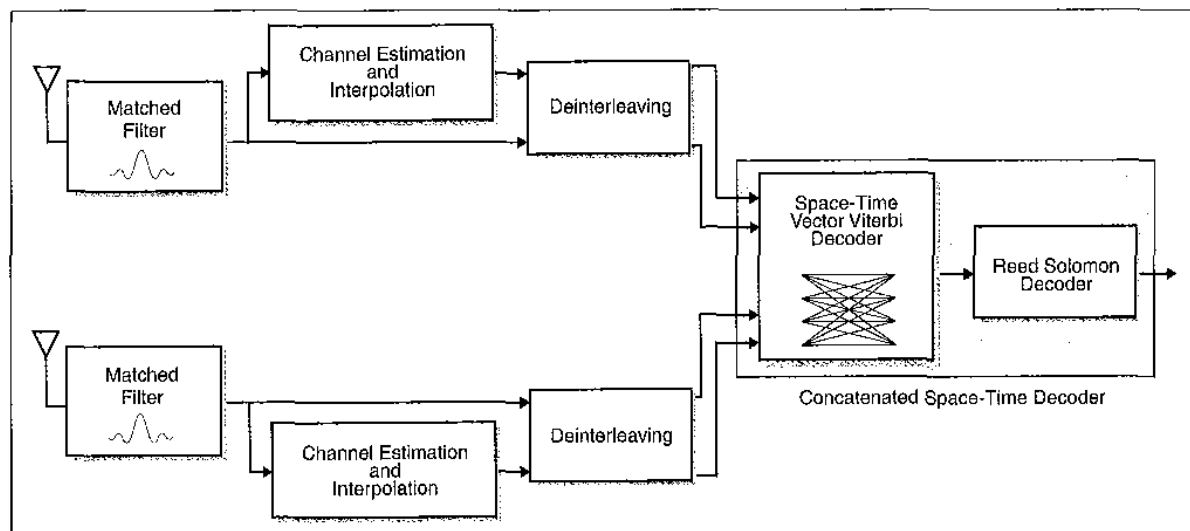 Channel Estimation
and
Interpolation
Matched
Filter
Deinterleaving
Space-Time
Vector Viterbi
Decoder
Reed Solomon
Decoder
Matched
Filter
Deinterleaving
Concatenated Space-Time Decoder
Channel Estimation
and
Interpolation